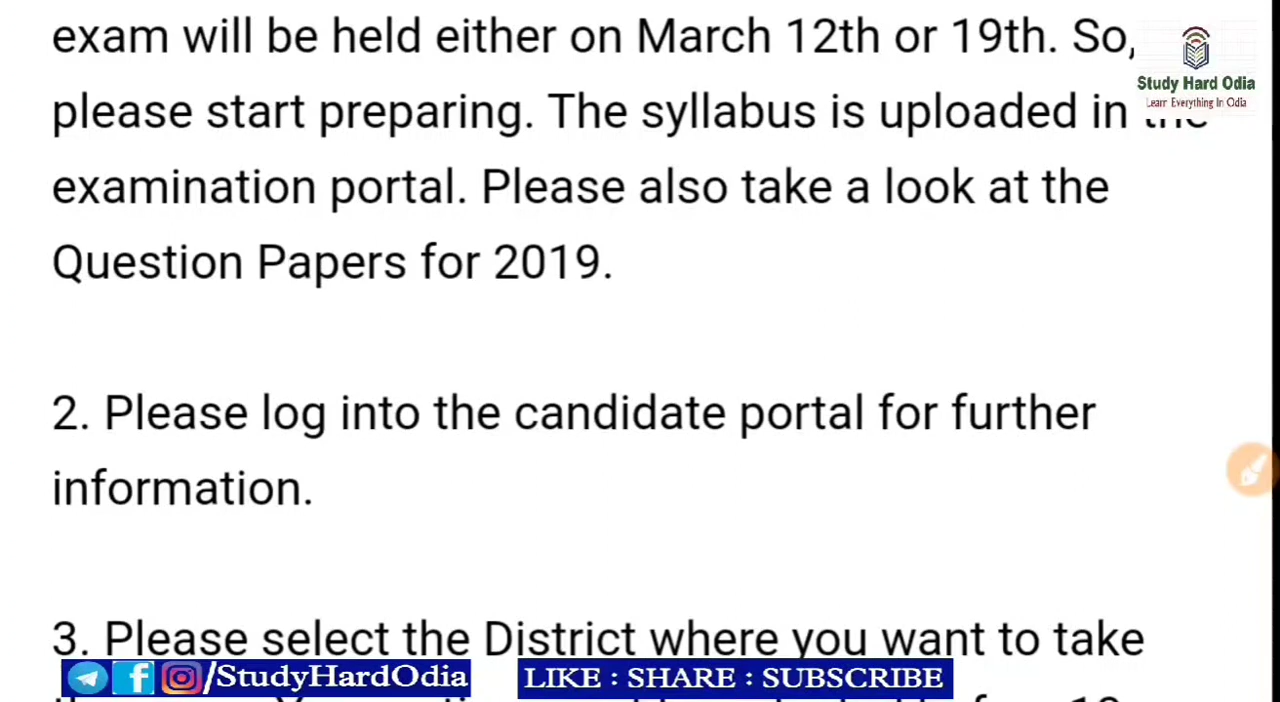 exam will be held either on March 12th or 19th. So,
Study Hard Odia
Learn Everything In Odia
please start preparing. The syllabus is uploaded in the
examination portal. Please also take a look at the
Question Papers for 2019.
2. Please log into the candidate portal for further
information.
3. Please select the District where you want to take
/StudyHardOdia
LIKE : SHARE : SUBSCRIBE